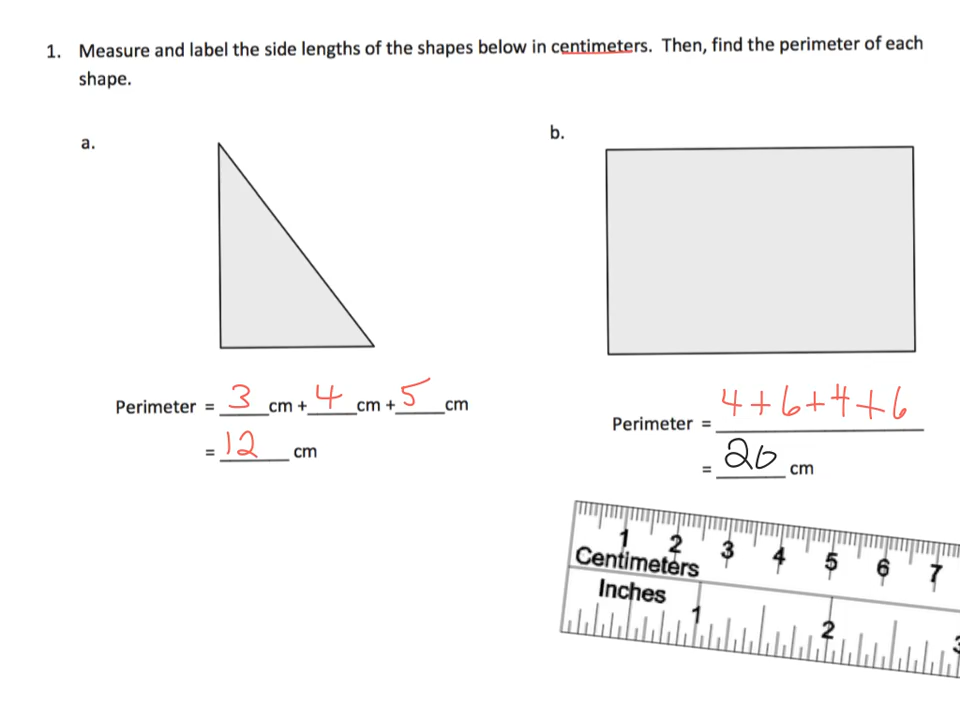 1. Measure and label the side lengths of the shapes below in centimeters. Then, find the perimeter of each
shape.
a.
b.
Perimeter = 3 cm + 4 cm + 5 cm
= 12 cm
Perimeter = 4 + 6 + 4 + 6
= 20 cm
1 2 3 4 5 6 7
Centimeters
Inches
1 2 3